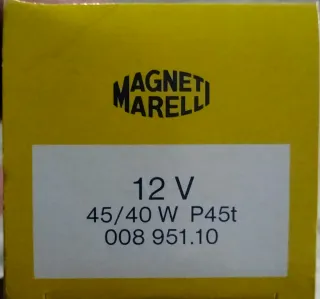 MAGNETI
MARELLI
12 V
45/40 W P45t
008 951.10